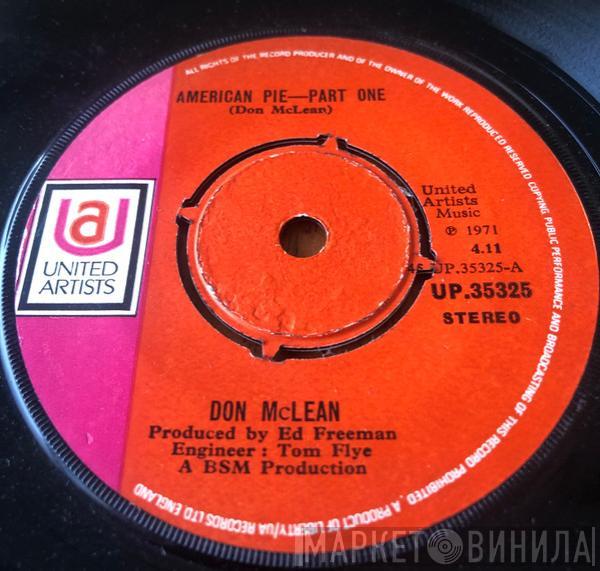 ALL RIGHTS OF THE RECORD PRODUCER AND OF THE OWNER OF THE WORK REPRODUCED RESERVED COPYING, PUBLIC PERFORMANCE AND BROADCASTING OF THIS RECORD PROHIBITED. A PRODUCT OF LIBERTY/UA RECORDS LTD ENGLAND
AMERICAN PIE—PART ONE
(Don McLean)
United
Artists
Music
℗ 1971
4.11
45 UP.35325-A
UP.35325
STEREO
ua
UNITED
ARTISTS
DON McLEAN
Produced by Ed Freeman
Engineer : Tom Flye
A BSM Production
МАРКЕТ ВИНИЛА